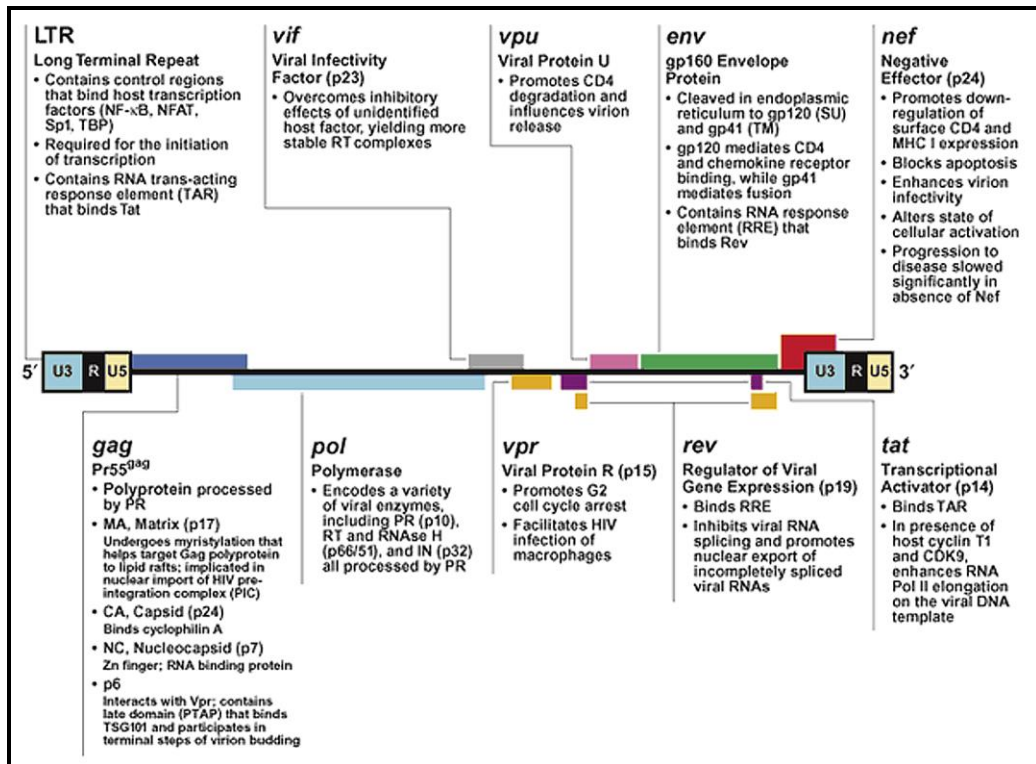 LTR
Long Terminal Repeat
• Contains control regions
that bind host transcription
factors (NF-κB, NFAT,
Sp1, TBP)
• Required for the initiation
of transcription
• Contains RNA trans-acting
response element (TAR)
that binds Tat
vif
Viral Infectivity
Factor (p23)
• Overcomes inhibitory
effects of unidentified
host factor, yielding more
stable RT complexes
vpu
Viral Protein U
• Promotes CD4
degradation and
influences virion
release
env
gp160 Envelope
Protein
• Cleaved in endoplasmic
reticulum to gp120 (SU)
and gp41 (TM)
• gp120 mediates CD4
and chemokine receptor
binding, while gp41
mediates fusion
• Contains RNA response
element (RRE) that
binds Rev
nef
Negative
Effector (p24)
• Promotes down-
regulation of
surface CD4 and
MHC I expression
• Blocks apoptosis
• Enhances virion
infectivity
• Alters state of
cellular activation
• Progression to
disease slowed
significantly in
absence of Nef
5′ U3 R U5 U3 R U5 3′
gag
Pr55gag
• Polyprotein processed
by PR
• MA, Matrix (p17)
Undergoes myristylation that
helps target Gag polyprotein
to lipid rafts; implicated in
nuclear import of HIV pre-
integration complex (PIC)
• CA, Capsid (p24)
Binds cyclophilin A
• NC, Nucleocapsid (p7)
Zn finger; RNA binding protein
• p6
Interacts with Vpr; contains
late domain (PTAP) that binds
TSG101 and participates in
terminal steps of virion budding
pol
Polymerase
• Encodes a variety
of viral enzymes,
including PR (p10),
RT and RNAse H
(p66/51), and IN (p32)
all processed by PR
vpr
Viral Protein R (p15)
• Promotes G2
cell cycle arrest
• Facilitates HIV
infection of
macrophages
rev
Regulator of Viral
Gene Expression (p19)
• Binds RRE
• Inhibits viral RNA
splicing and promotes
nuclear export of
incompletely spliced
viral RNAs
tat
Transcriptional
Activator (p14)
• Binds TAR
• In presence of
host cyclin T1
and CDK9,
enhances RNA
Pol II elongation
on the viral DNA
template